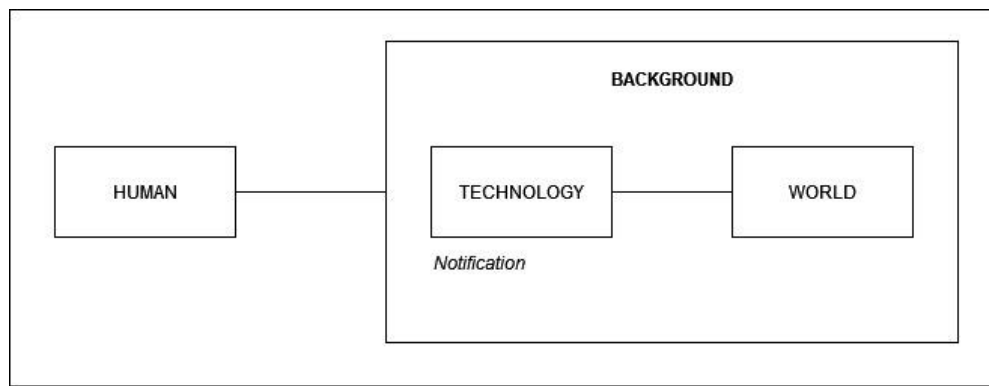 BACKGROUND
HUMAN
TECHNOLOGY
WORLD
Notification